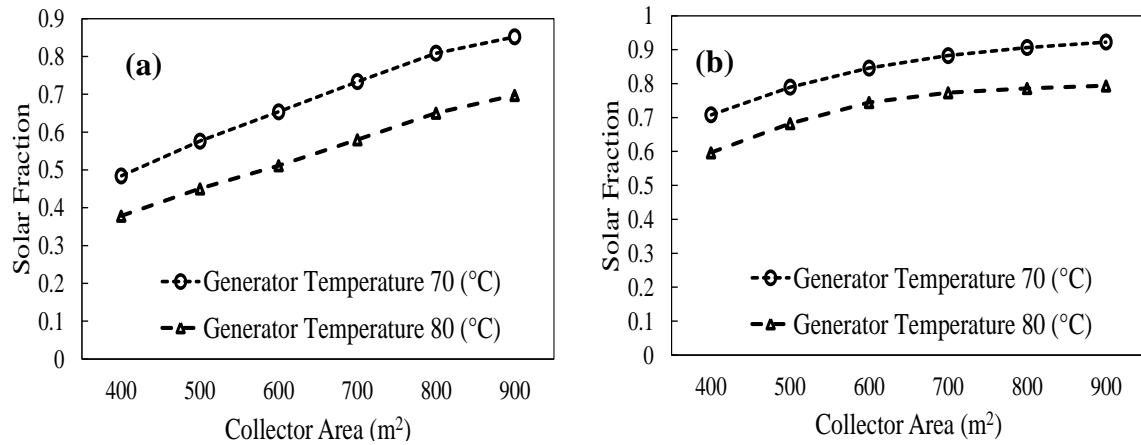 (a)
Solar Fraction
0.9
0.8
0.7
0.6
0.5
0.4
0.3
0.2
0.1
0
Generator Temperature 70 (°C)
Generator Temperature 80 (°C)
400 500 600 700 800 900
Collector Area (m²)
(b)
Solar Fraction
1
0.9
0.8
0.7
0.6
0.5
0.4
0.3
0.2
0.1
0
Generator Temperature 70 (°C)
Generator Temperature 80 (°C)
400 500 600 700 800 900
Collector Area (m²)